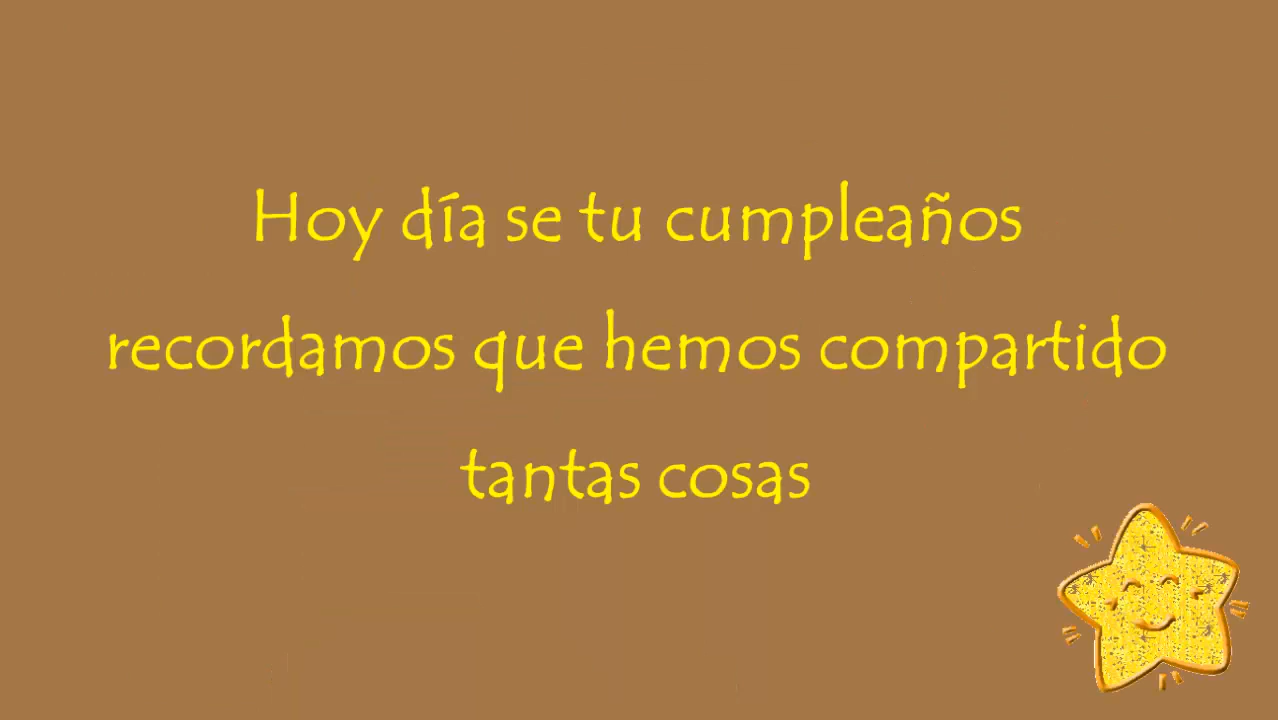 Hoy día se tu cumpleaños
recordamos que hemos compartido
tantas cosas